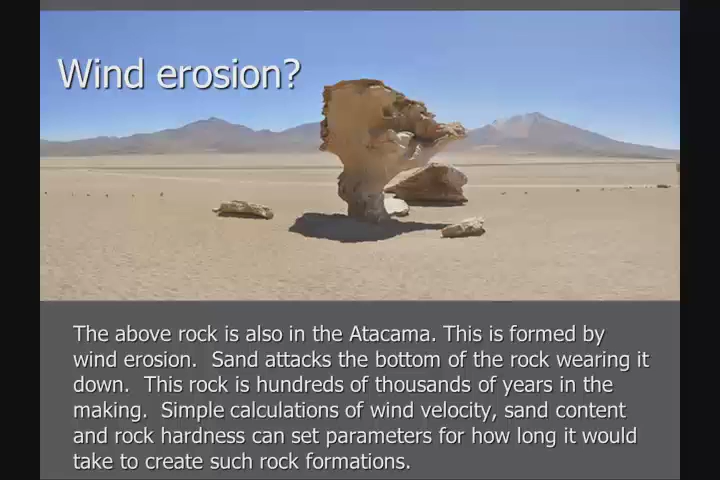 Wind erosion?
The above rock is also in the Atacama. This is formed by
wind erosion.  Sand attacks the bottom of the rock wearing it
down.  This rock is hundreds of thousands of years in the
making.  Simple calculations of wind velocity, sand content
and rock hardness can set parameters for how long it would
take to create such rock formations.